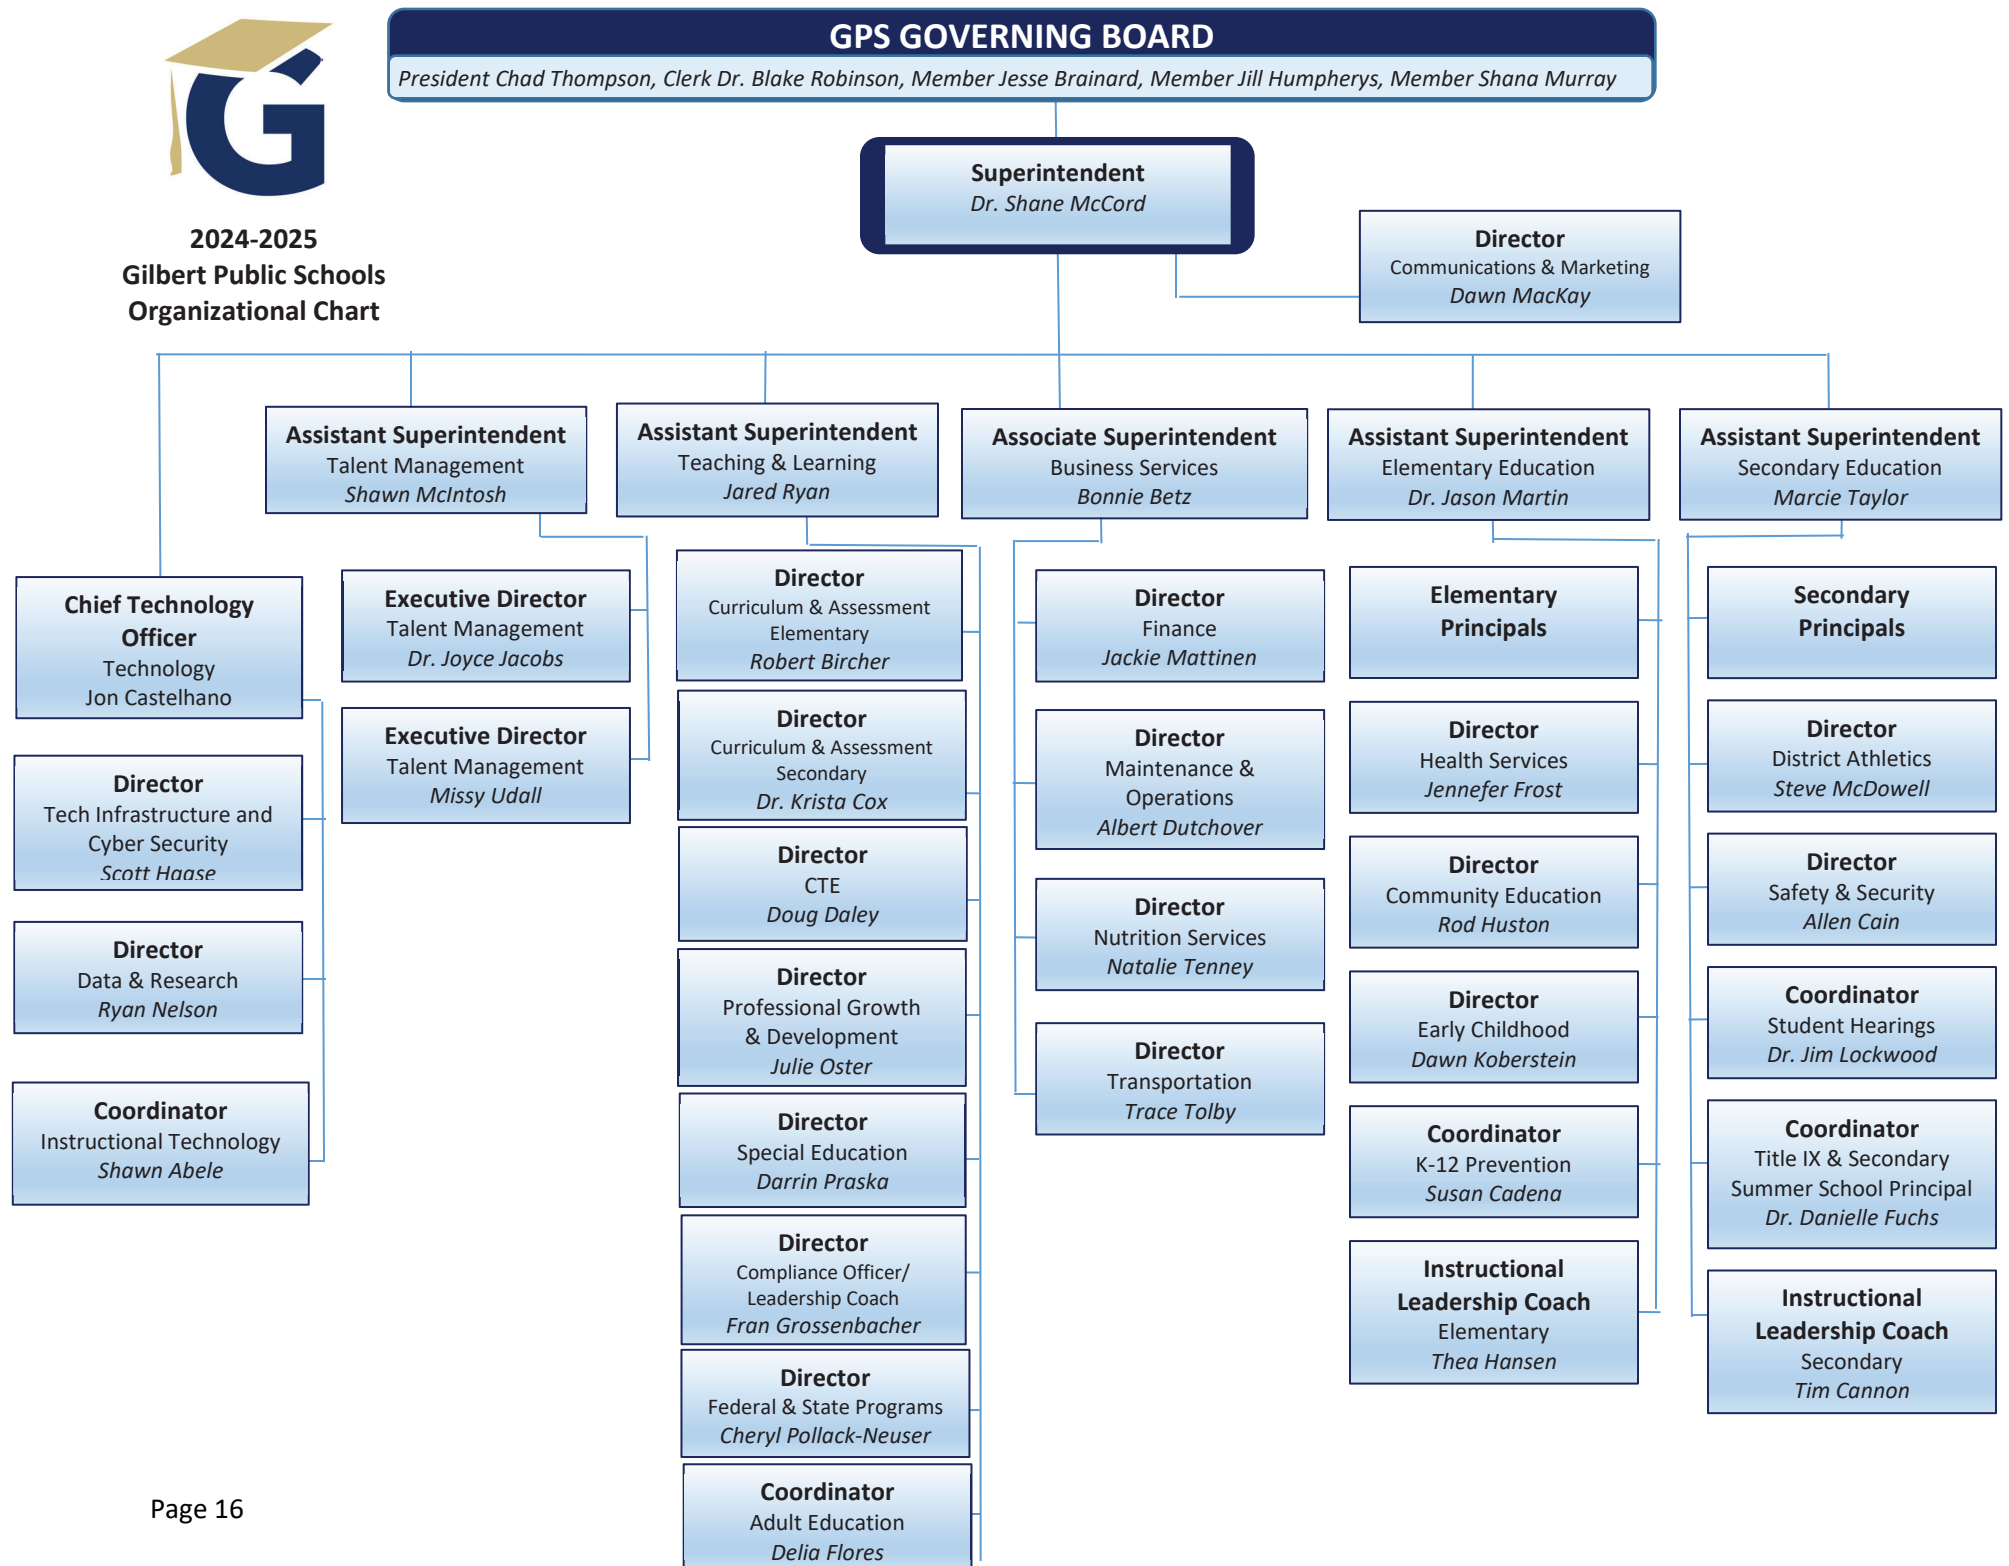 GPS GOVERNING BOARD
President Chad Thompson, Clerk Dr. Blake Robinson, Member Jesse Brainard, Member Jill Humpherys, Member Shana Murray
G
2024-2025
Gilbert Public Schools
Organizational Chart
Superintendent
Dr. Shane McCord
Director
Communications & Marketing
Dawn MacKay
Assistant Superintendent
Talent Management
Shawn McIntosh
Assistant Superintendent
Teaching & Learning
Jared Ryan
Associate Superintendent
Business Services
Bonnie Betz
Assistant Superintendent
Elementary Education
Dr. Jason Martin
Assistant Superintendent
Secondary Education
Marcie Taylor
Chief Technology
Officer
Technology
Jon Castelhano
Director
Tech Infrastructure and
Cyber Security
Scott Haase
Director
Data & Research
Ryan Nelson
Coordinator
Instructional Technology
Shawn Abele
Executive Director
Talent Management
Dr. Joyce Jacobs
Executive Director
Talent Management
Missy Udall
Director
Curriculum & Assessment
Elementary
Robert Bircher
Director
Curriculum & Assessment
Secondary
Dr. Krista Cox
Director
CTE
Doug Daley
Director
Professional Growth
& Development
Julie Oster
Director
Special Education
Darrin Praska
Director
Compliance Officer/
Leadership Coach
Fran Grossenbacher
Director
Federal & State Programs
Cheryl Pollack-Neuser
Coordinator
Adult Education
Delia Flores
Director
Finance
Jackie Mattinen
Director
Maintenance &
Operations
Albert Dutchover
Director
Nutrition Services
Natalie Tenney
Director
Transportation
Trace Tolby
Elementary
Principals
Director
Health Services
Jennefer Frost
Director
Community Education
Rod Huston
Director
Early Childhood
Dawn Koberstein
Coordinator
K-12 Prevention
Susan Cadena
Instructional
Leadership Coach
Elementary
Thea Hansen
Secondary
Principals
Director
District Athletics
Steve McDowell
Director
Safety & Security
Allen Cain
Coordinator
Student Hearings
Dr. Jim Lockwood
Coordinator
Title IX & Secondary
Summer School Principal
Dr. Danielle Fuchs
Instructional
Leadership Coach
Secondary
Tim Cannon
Page 16